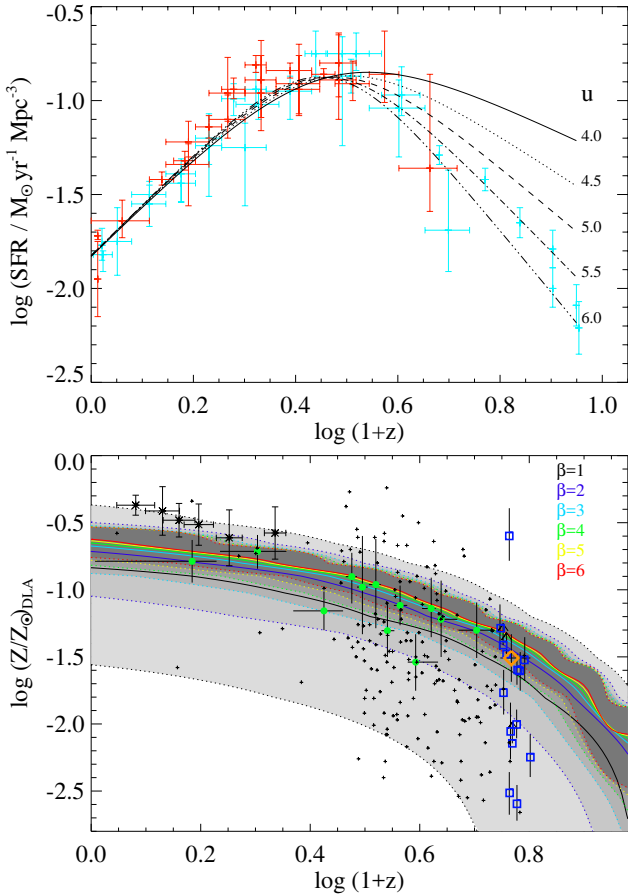 -0.5
-1.0
-1.5
-2.0
-2.5
log (SFR / M⊙ yr⁻¹ Mpc⁻³)
u
4.0
4.5
5.0
5.5
6.0
0.0 0.2 0.4 0.6 0.8 1.0
log (1+z)
0.0
-0.5
-1.0
-1.5
-2.0
-2.5
log (Z/Z⊙)DLA
β=1
β=2
β=3
β=4
β=5
β=6
0.0 0.2 0.4 0.6 0.8
log (1+z)